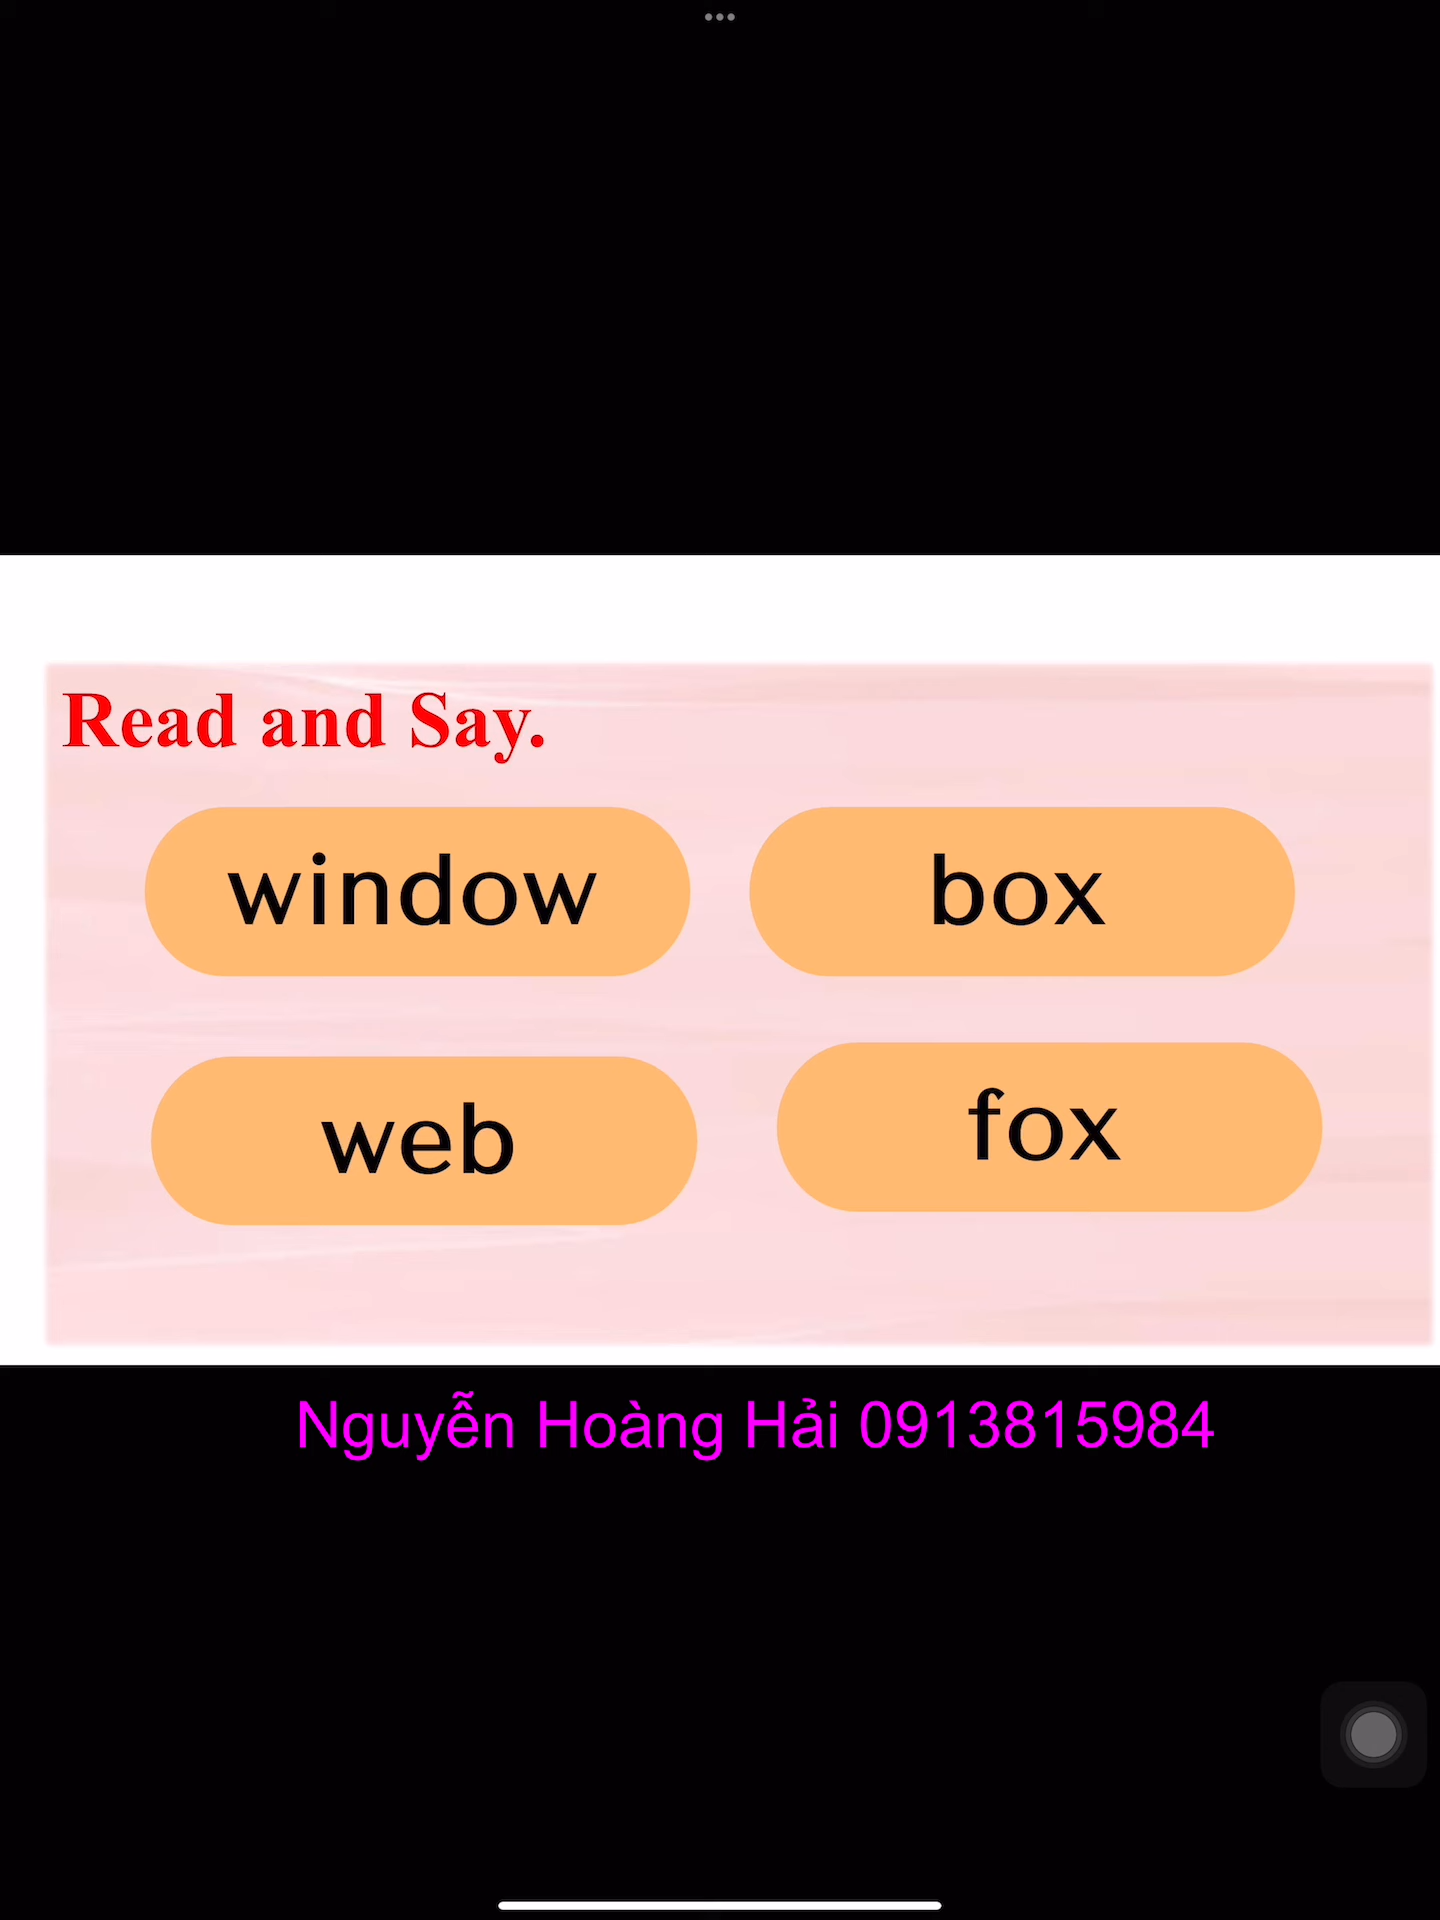 Read and Say.
window
box
web
fox
Nguyễn Hoàng Hải 0913815984